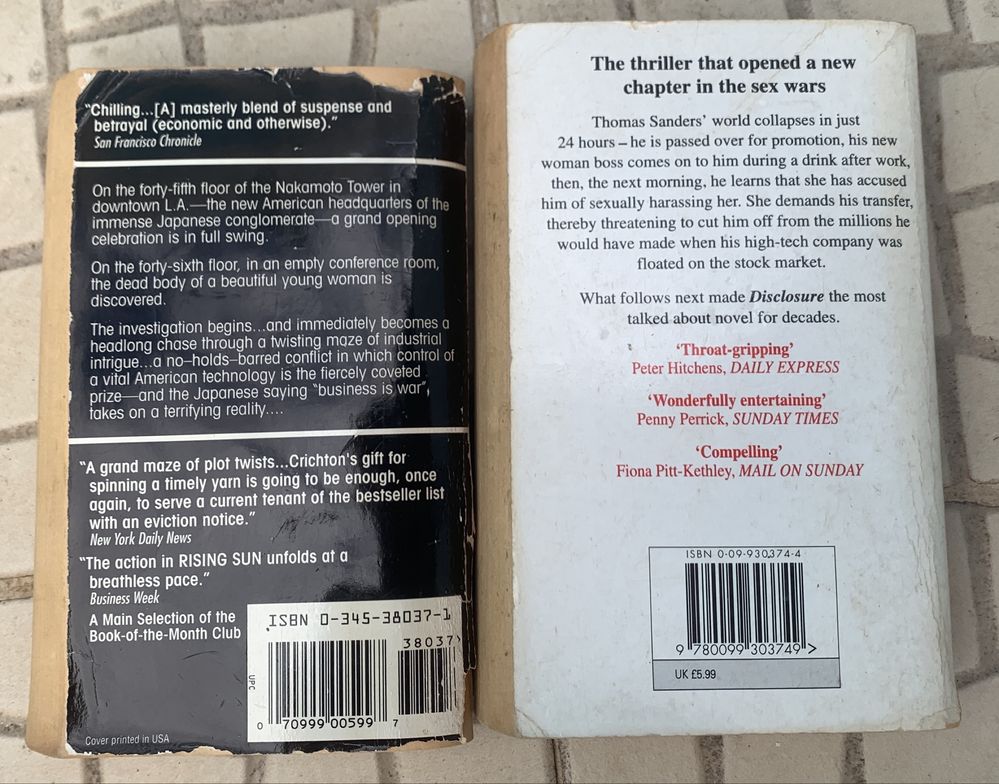 "Chilling...[A] masterly blend of suspense and
betrayal (economic and otherwise)."
San Francisco Chronicle
On the forty-fifth floor of the Nakamoto Tower in
downtown L.A.—the new American headquarters of the
immense Japanese conglomerate—a grand opening
celebration is in full swing.
On the forty-sixth floor, in an empty conference room,
the dead body of a beautiful young woman is
discovered.
The investigation begins...and immediately becomes a
headlong chase through a twisting maze of industrial
intrigue...a no-holds-barred conflict in which control of
a vital American technology is the fiercely coveted
prize—and the Japanese saying "business is war",
takes on a terrifying reality....
"A grand maze of plot twists...Crichton's gift for
spinning a timely yarn is going to be enough, once
again, to serve a current tenant of the bestseller list
with an eviction notice."
New York Daily News
"The action in RISING SUN unfolds at a
breathless pace."
Business Week
A Main Selection of the
Book-of-the-Month Club
ISBN 0-345-38037-1
38037
UPC
0 70999 00599 7
Cover printed in USA
The thriller that opened a new
chapter in the sex wars
Thomas Sanders' world collapses in just
24 hours – he is passed over for promotion, his new
woman boss comes on to him during a drink after work,
then, the next morning, he learns that she has accused
him of sexually harassing her. She demands his transfer,
thereby threatening to cut him off from the millions he
would have made when his high-tech company was
floated on the stock market.
What follows next made Disclosure the most
talked about novel for decades.
'Throat-gripping'
Peter Hitchens, DAILY EXPRESS
'Wonderfully entertaining'
Penny Perrick, SUNDAY TIMES
'Compelling'
Fiona Pitt-Kethley, MAIL ON SUNDAY
ISBN 0-09-930374-4
9 780099 303749 >
UK £5.99